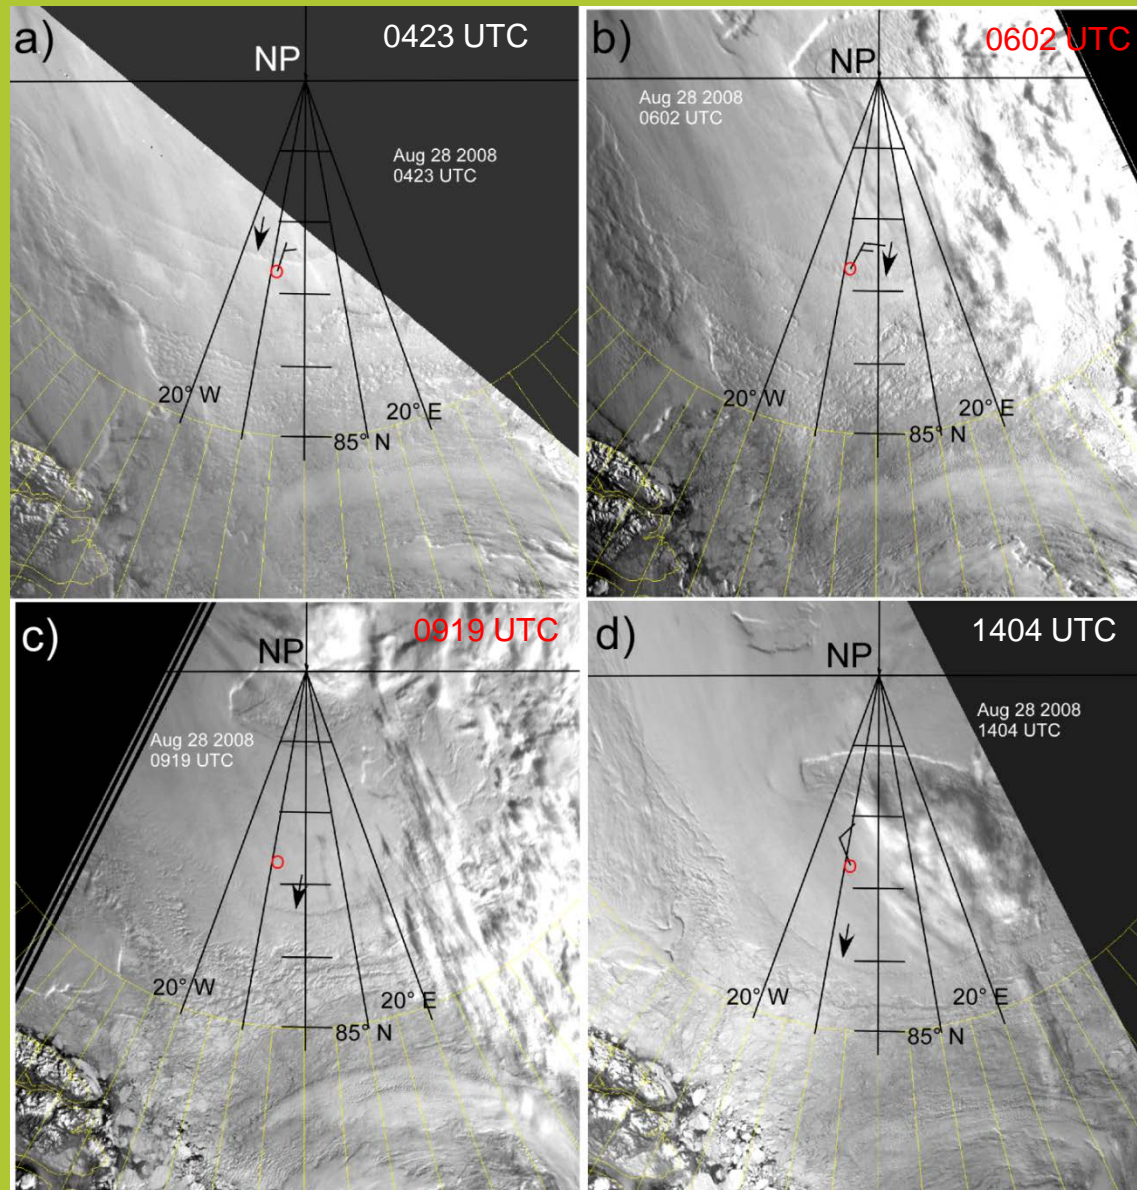 a)
0423 UTC
NP
Aug 28 2008
0423 UTC
20° W
20° E
85° N
b)
0602 UTC
NP
Aug 28 2008
0602 UTC
20° W
20° E
85° N
c)
0919 UTC
NP
Aug 28 2008
0919 UTC
20° W
20° E
85° N
d)
1404 UTC
NP
Aug 28 2008
1404 UTC
20° W
20° E
85° N